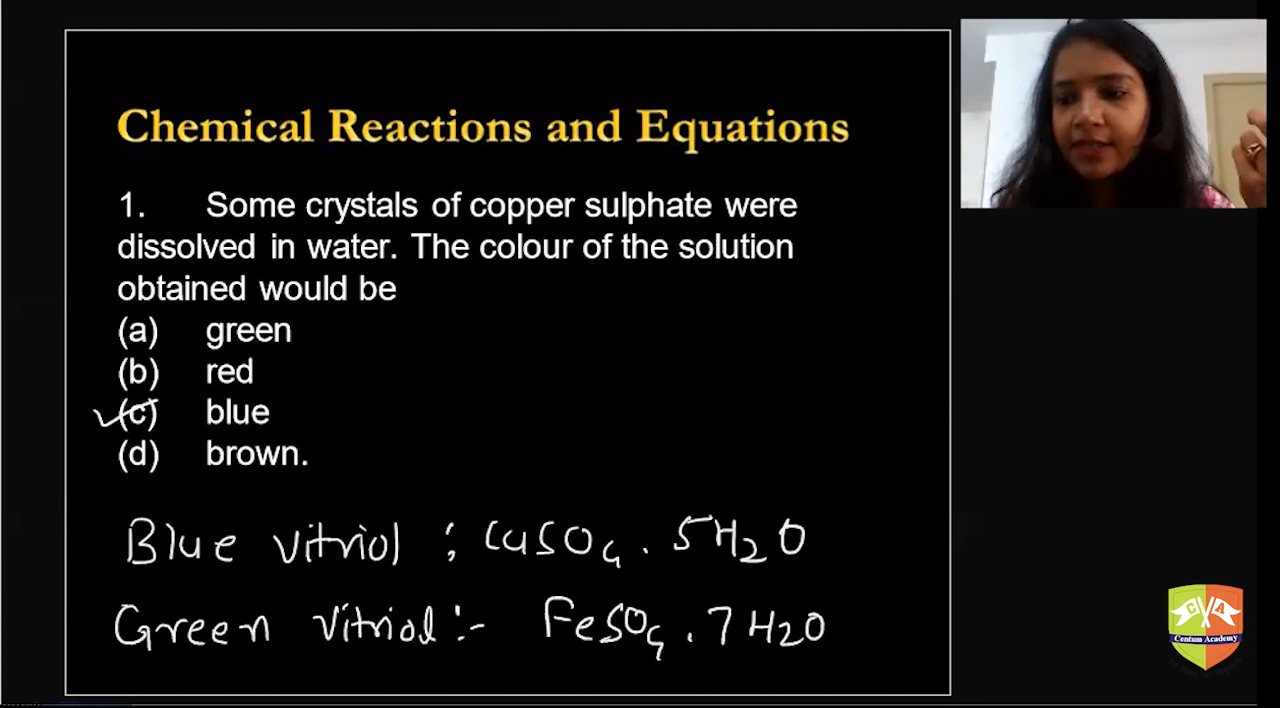 Chemical Reactions and Equations
1. Some crystals of copper sulphate were
dissolved in water. The colour of the solution
obtained would be
(a) green
(b) red
(c) blue
(d) brown.
Blue vitriol : CuSO4 . 5H2O
Green vitriol :- FeSO4 . 7H2O
CA
Centum Academy